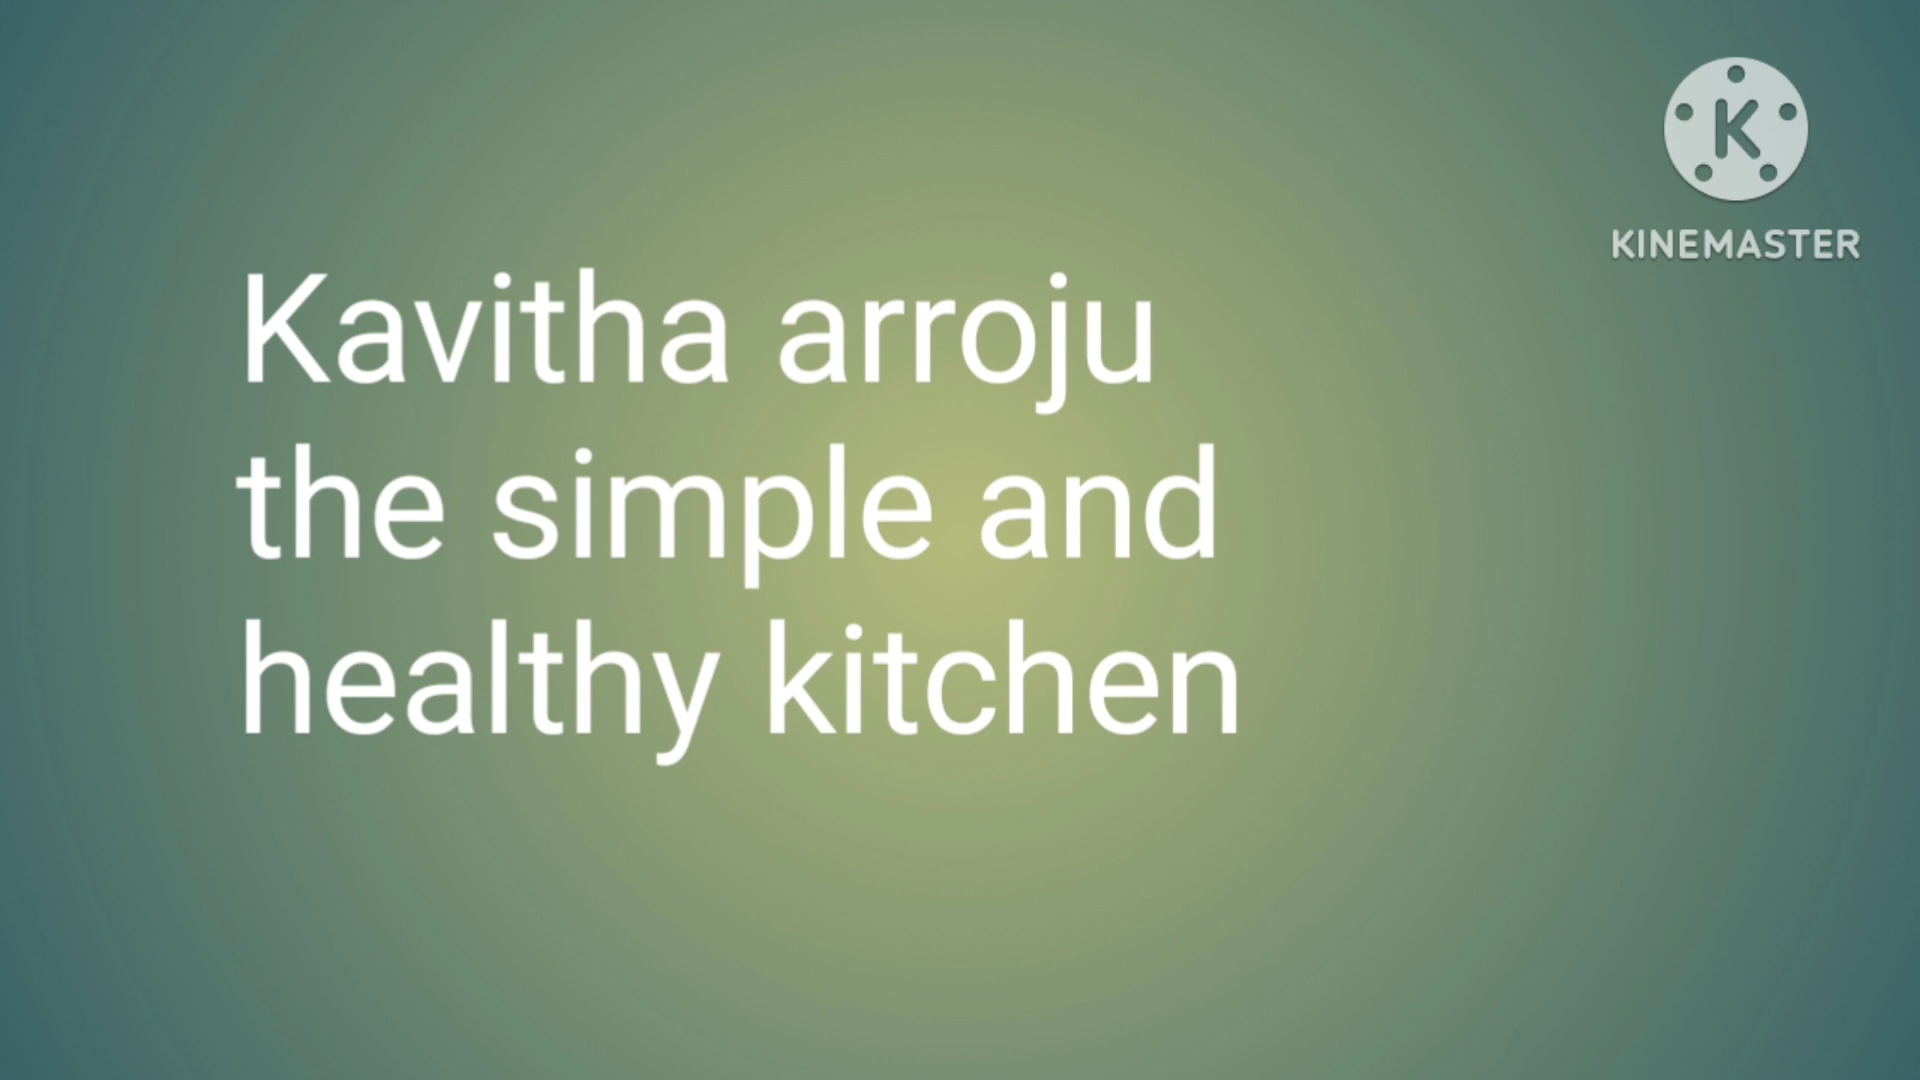 K
KINEMASTER
Kavitha arroju
the simple and
healthy kitchen